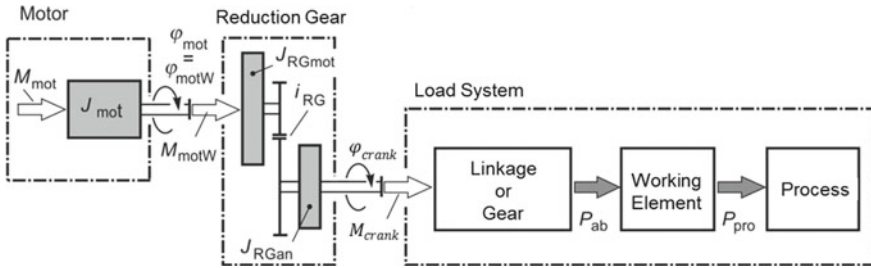 Motor
Reduction Gear
Load System
φmot
=
φmotW
Mmot
Jmot
MmotW
JRGmot
iRG
JRGan
φcrank
Mcrank
Linkage
or
Gear
Pab
Working
Element
Ppro
Process